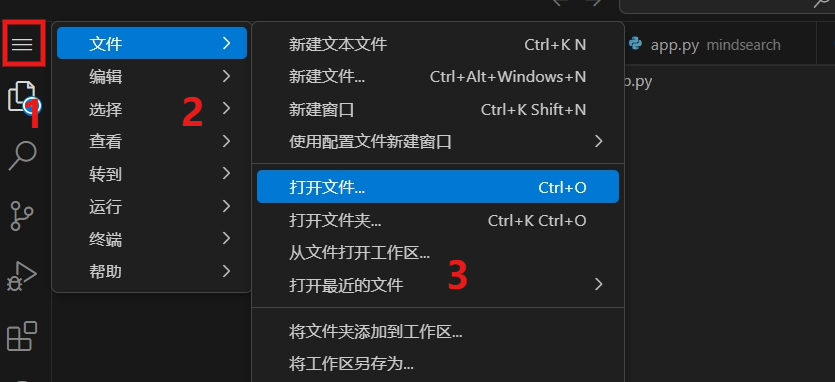 文件
编辑
选择
查看
转到
运行
终端
帮助
1
2
新建文本文件 Ctrl+K N
新建文件... Ctrl+Alt+Windows+N
新建窗口 Ctrl+K Shift+N
使用配置文件新建窗口
打开文件... Ctrl+O
打开文件夹... Ctrl+K Ctrl+O
从文件打开工作区...
打开最近的文件
3
将文件夹添加到工作区...
将工作区另存为...
app.py mindsearch
p.py